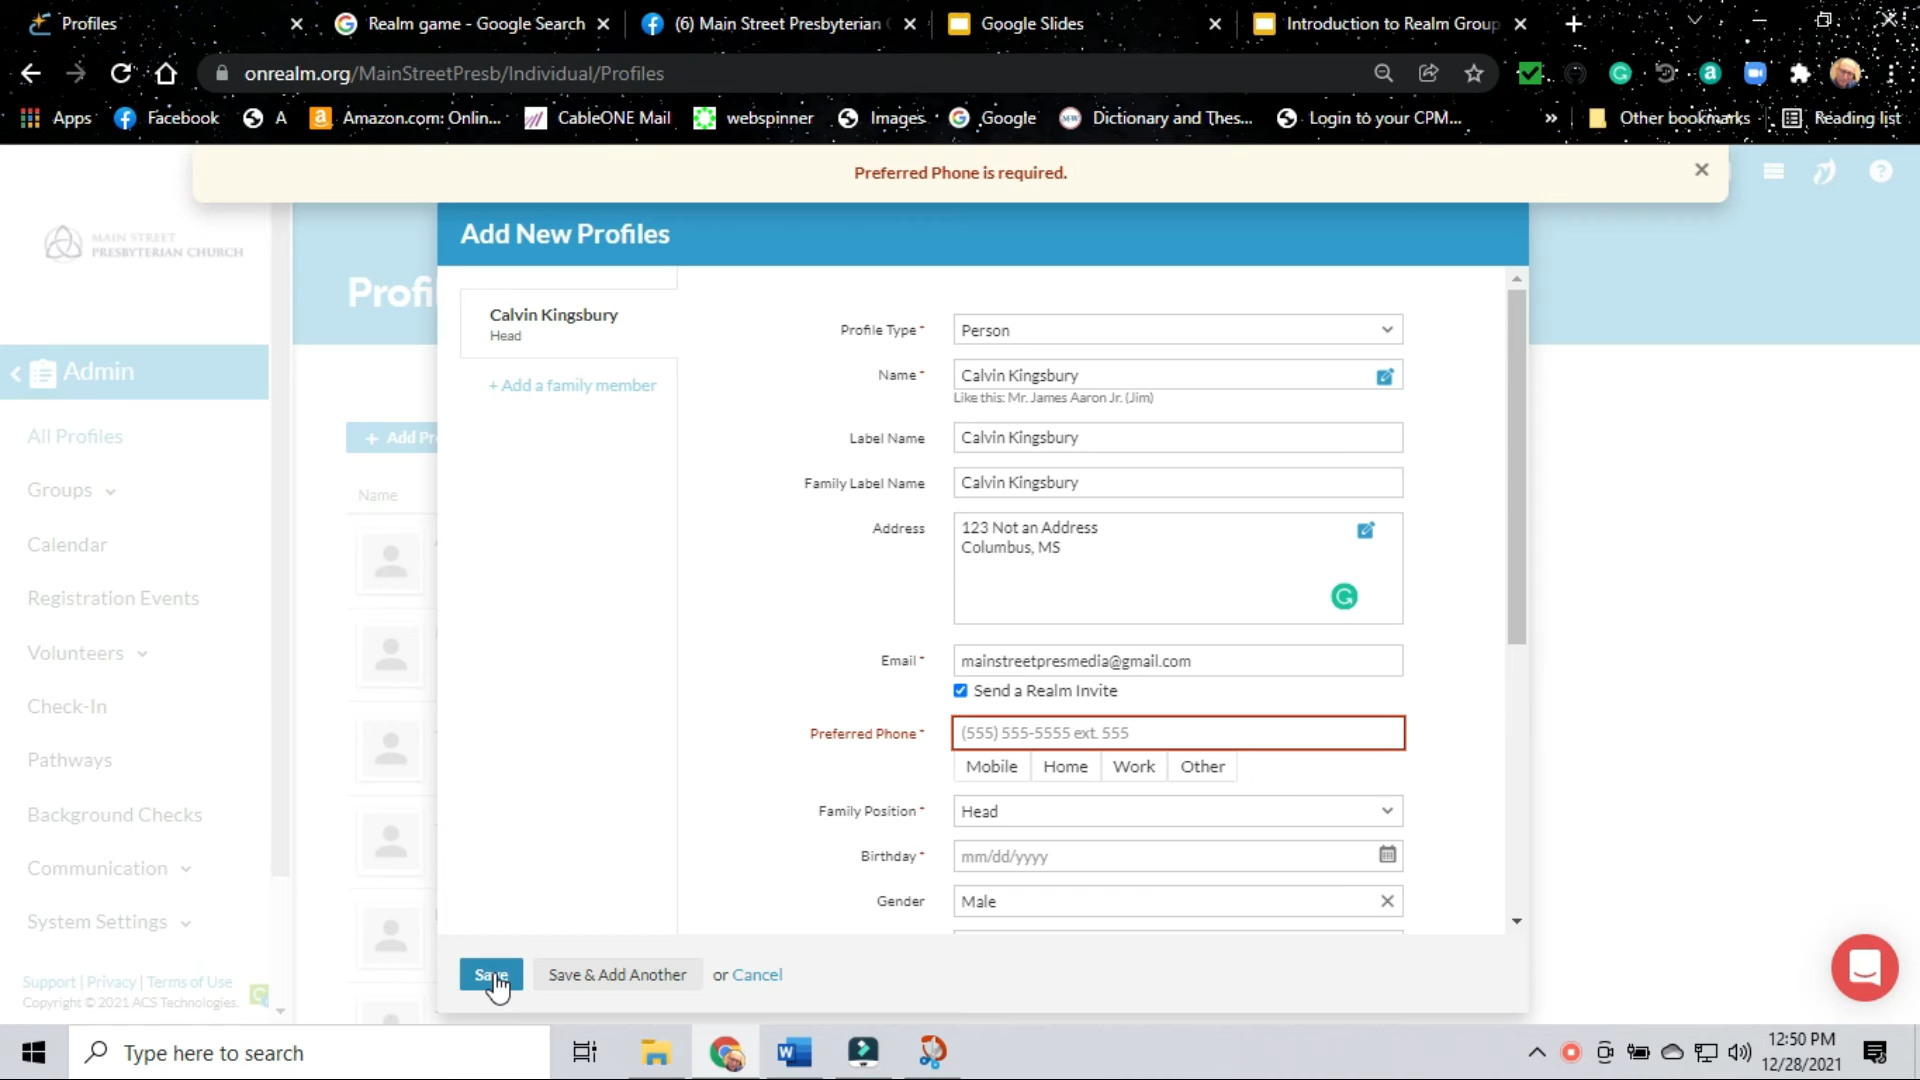 Profiles
Realm game - Google Search
(6) Main Street Presbyterian
Google Slides
Introduction to Realm Group
onrealm.org/MainStreetPresb/Individual/Profiles
Apps
Facebook
A
Amazon.com: Onlin...
CableONE Mail
webspinner
Images
Google
Dictionary and Thes...
Login to your CPM...
»
Other bookmarks
Reading list
Preferred Phone is required.
MAIN STREET
PRESBYTERIAN CHURCH
Add New Profiles
Profi
Calvin Kingsbury
Head
+ Add a family member
Admin
All Profiles
Groups
Calendar
Registration Events
Volunteers
Check-In
Pathways
Background Checks
Communication
System Settings
Support | Privacy | Terms of Use
Copyright © 2021 ACS Technologies.
+ Add Pr
Name
Profile Type * Person
Name * Calvin Kingsbury
Like this: Mr. James Aaron Jr. (Jim)
Label Name Calvin Kingsbury
Family Label Name Calvin Kingsbury
Address 123 Not an Address
Columbus, MS
Email * mainstreetpresmedia@gmail.com
Send a Realm Invite
Preferred Phone * (555) 555-5555 ext. 555
Mobile Home Work Other
Family Position * Head
Birthday * mm/dd/yyyy
Gender Male
Save Save & Add Another or Cancel
Type here to search
12:50 PM
12/28/2021